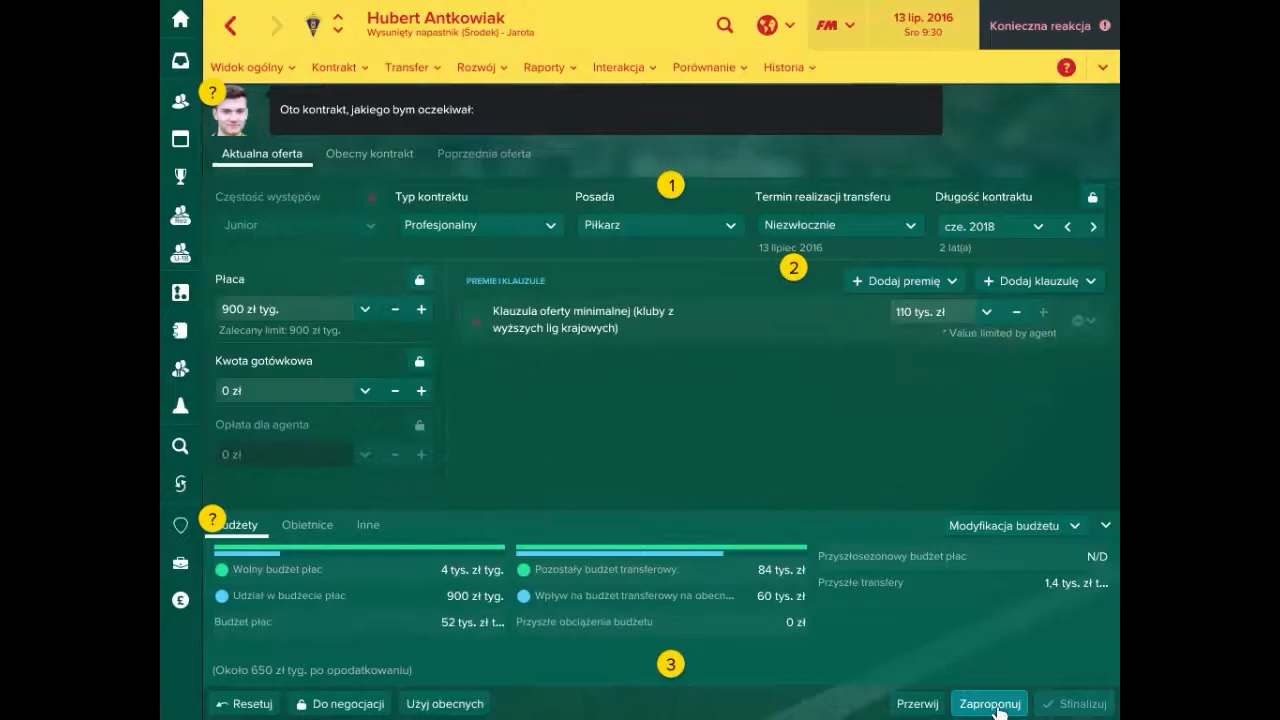 Hubert Antkowiak
Wysunięty napastnik (Środek) - Jarota
FM
13 lip. 2016
Śro 9:30
Konieczna reakcja
Widok ogólny
Kontrakt
Transfer
Rozwój
Raporty
Interakcja
Porównanie
Historia
?
?
Oto kontrakt, jakiego bym oczekiwał:
Aktualna oferta
Obecny kontrakt
Poprzednia oferta
1
Częstość występów
Typ kontraktu
Posada
Termin realizacji transferu
Długość kontraktu
Junior
Profesjonalny
Piłkarz
Niezwłocznie
cze. 2018
13 lipiec 2016
2 lat(a)
2
Płaca
PREMIE I KLAUZULE
+ Dodaj premię
+ Dodaj klauzulę
900 zł tyg.
Zalecany limit: 900 zł tyg.
Klauzula oferty minimalnej (kluby z
wyższych lig krajowych)
110 tys. zł
* Value limited by agent
Kwota gotówkowa
0 zł
Opłata dla agenta
0 zł
?
udżety
Obietnice
Inne
Modyfikacja budżetu
Wolny budżet płac
4 tys. zł tyg.
Pozostały budżet transferowy:
84 tys. zł
Przyszłosezonowy budżet płac
N/D
Udział w budżecie płac
900 zł tyg.
Wpływ na budżet transferowy na obecn...
60 tys. zł
Przyszłe transfery
1,4 tys. zł t...
Budżet płac
52 tys. zł t...
Przyszłe obciążenia budżetu
0 zł
(Około 650 zł tyg. po opodatkowaniu)
3
Resetuj
Do negocjacji
Użyj obecnych
Przerwij
Zaproponuj
Sfinalizuj